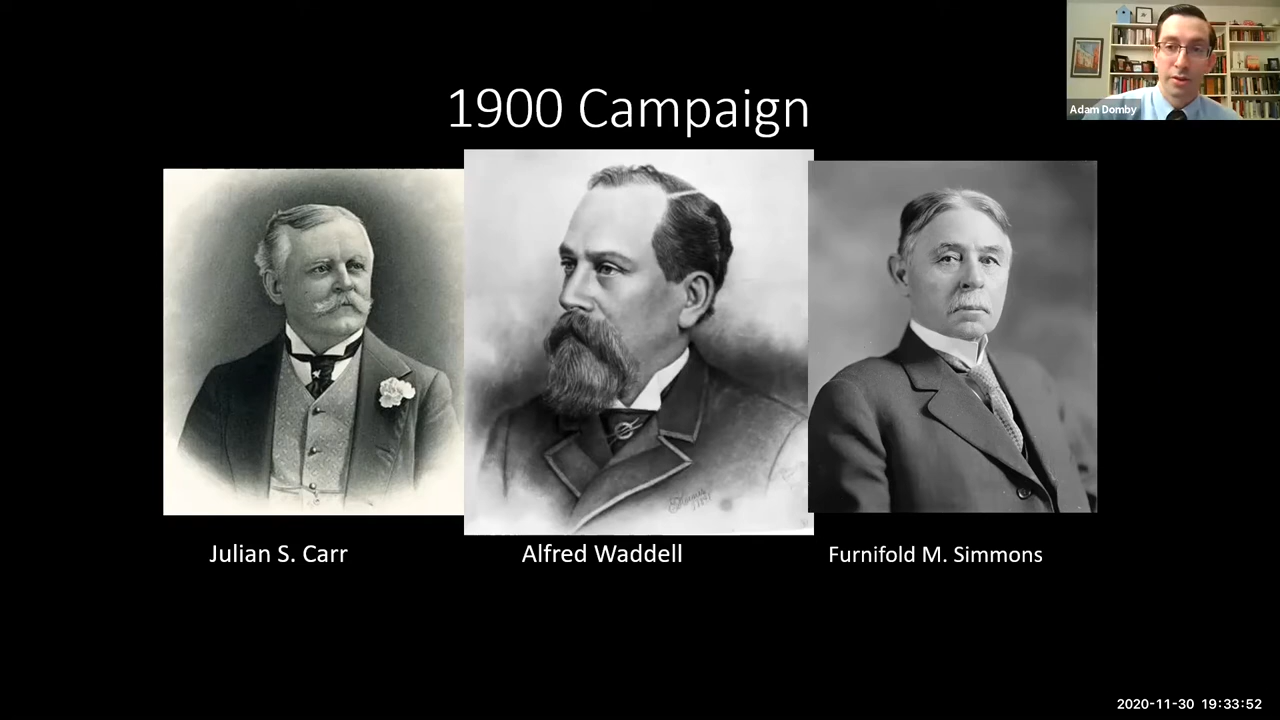 Adam Domby
1900 Campaign
Julian S. Carr
Alfred Waddell
Furnifold M. Simmons
2020-11-30 19:33:52